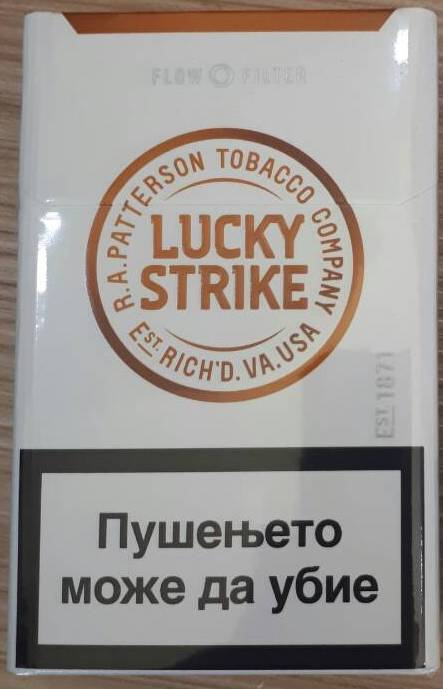 FLOW FILTER
R.A.PATTERSON TOBACCO COMPANY
LUCKY
STRIKE
EST. RICH'D. VA. USA
EST. 1871
Пушењето
може да убие